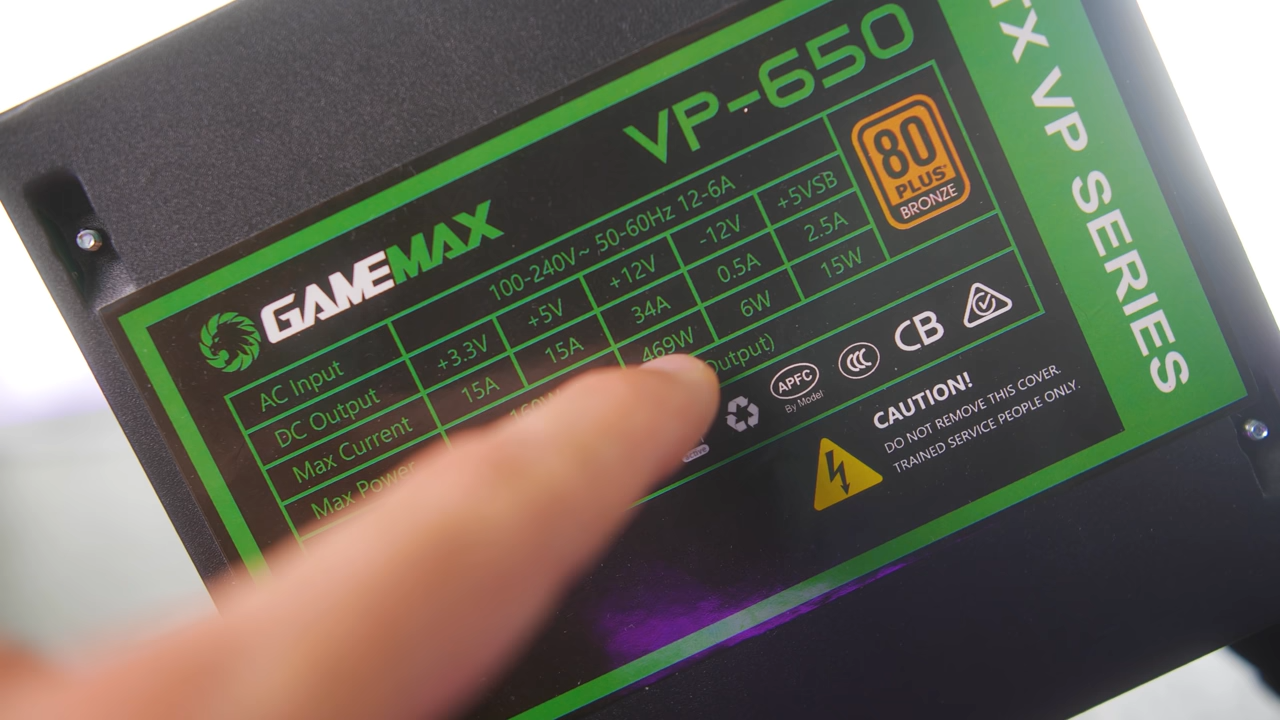 VP-650
GAMEMAX
TX VP SERIES
80
PLUS
BRONZE
AC Input 100-240V~ 50-60Hz 12-6A
DC Output +3.3V +5V +12V -12V +5VSB
Max Current 15A 15A 34A 0.5A 2.5A
Max Power 469W 6W 15W
Output)
APFC
By Model
CCC
CB
CAUTION!
DO NOT REMOVE THIS COVER.
TRAINED SERVICE PEOPLE ONLY.